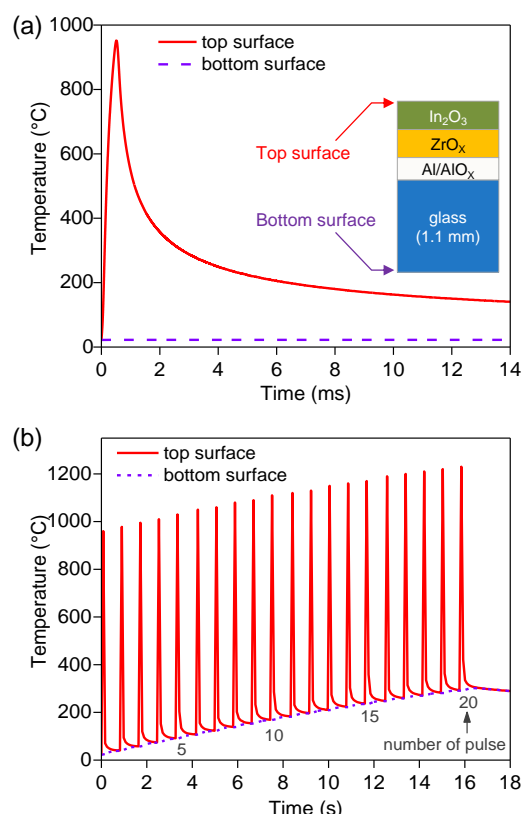 (a)
top surface
bottom surface
Temperature (°C)
1000
800
600
400
200
0
Top surface
In₂O₃
ZrOₓ
Al/AlOₓ
Bottom surface
glass
(1.1 mm)
0 2 4 6 8 10 12 14
Time (ms)
(b)
top surface
bottom surface
Temperature (°C)
1200
1000
800
600
400
200
0
5
10
15
20
number of pulse
0 2 4 6 8 10 12 14 16 18
Time (s)